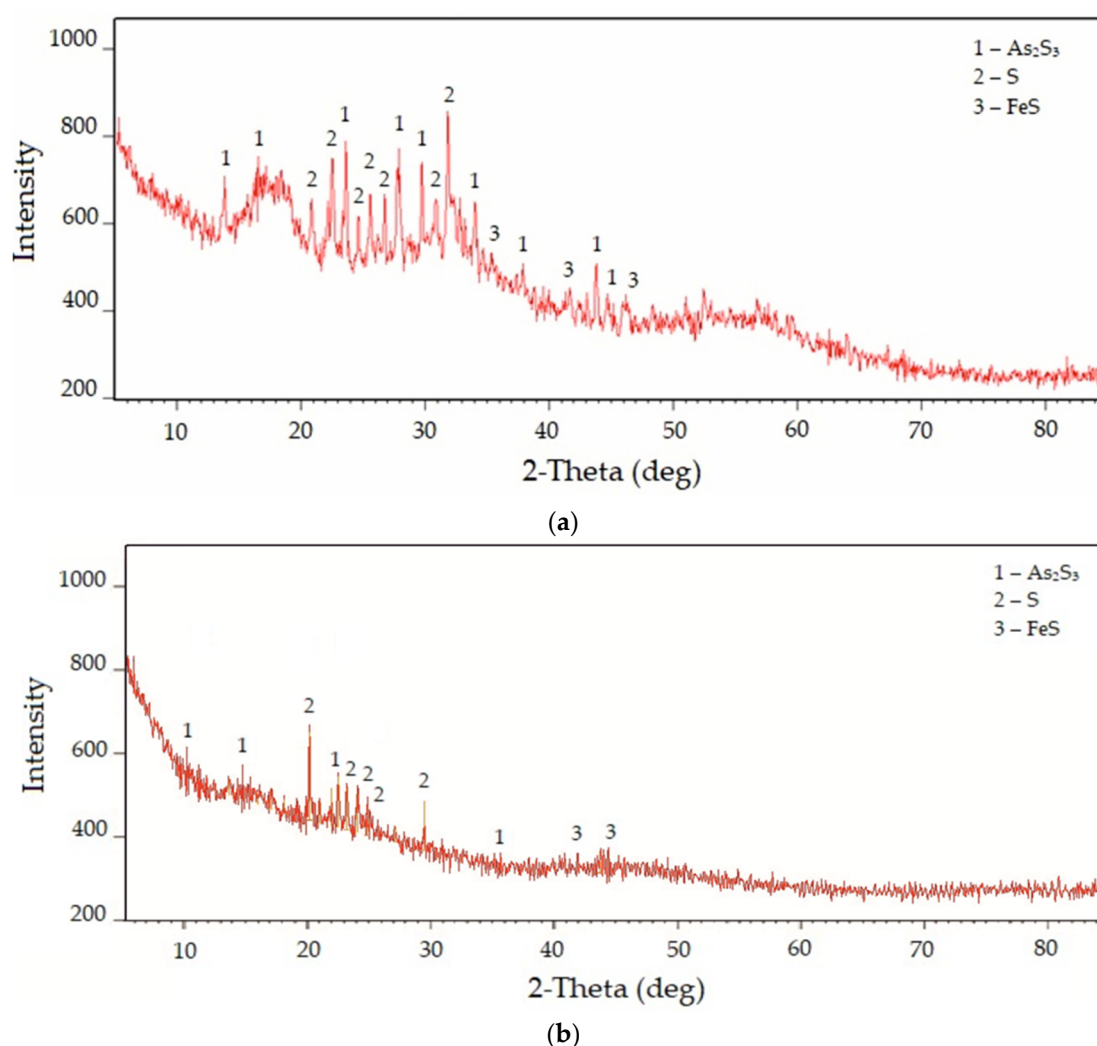 1000
800
600
400
200
Intensity
1 – As₂S₃
2 – S
3 – FeS
1 1 2 2 1 2 2 2 1 1 2 2 1 3 1 3 1 1 3
10 20 30 40 50 60 70 80
2-Theta (deg)
(a)
1000
800
600
400
200
Intensity
1 – As₂S₃
2 – S
3 – FeS
1 1 2 1 2 2 2 2 1 3 3
10 20 30 40 50 60 70 80
2-Theta (deg)
(b)